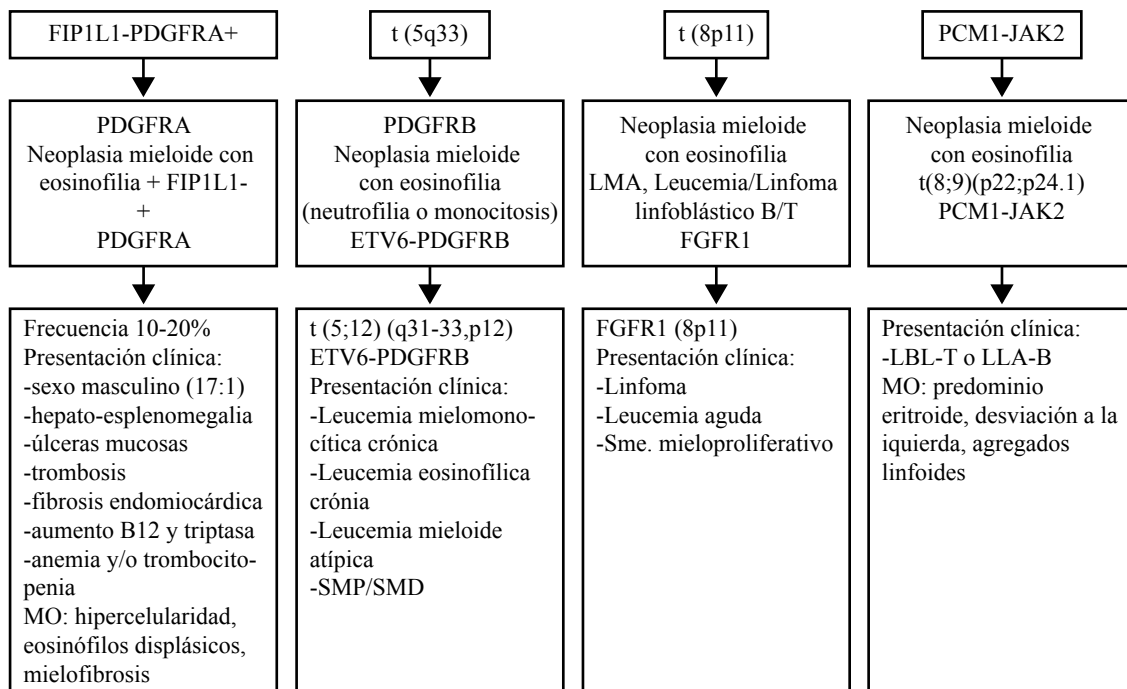 FIP1L1-PDGFRA+
PDGFRA
Neoplasia mieloide con
eosinofilia + FIP1L1-
+
PDGFRA
Frecuencia 10-20%
Presentación clínica:
-sexo masculino (17:1)
-hepato-esplenomegalia
-úlceras mucosas
-trombosis
-fibrosis endomiocárdica
-aumento B12 y triptasa
-anemia y/o trombocito-
penia
MO: hipercelularidad,
eosinófilos displásicos,
mielofibrosis
t (5q33)
PDGFRB
Neoplasia mieloide
con eosinofilia
(neutrofilia o monocitosis)
ETV6-PDGFRB
t (5;12) (q31-33,p12)
ETV6-PDGFRB
Presentación clínica:
-Leucemia mielomono-
cítica crónica
-Leucemia eosinofílica
crónia
-Leucemia mieloide
atípica
-SMP/SMD
t (8p11)
Neoplasia mieloide
con eosinofilia
LMA, Leucemia/Linfoma
linfoblástico B/T
FGFR1
FGFR1 (8p11)
Presentación clínica:
-Linfoma
-Leucemia aguda
-Sme. mieloproliferativo
PCM1-JAK2
Neoplasia mieloide
con eosinofilia
t(8;9)(p22;p24.1)
PCM1-JAK2
Presentación clínica:
-LBL-T o LLA-B
MO: predominio
eritroide, desviación a la
iquierda, agregados
linfoides